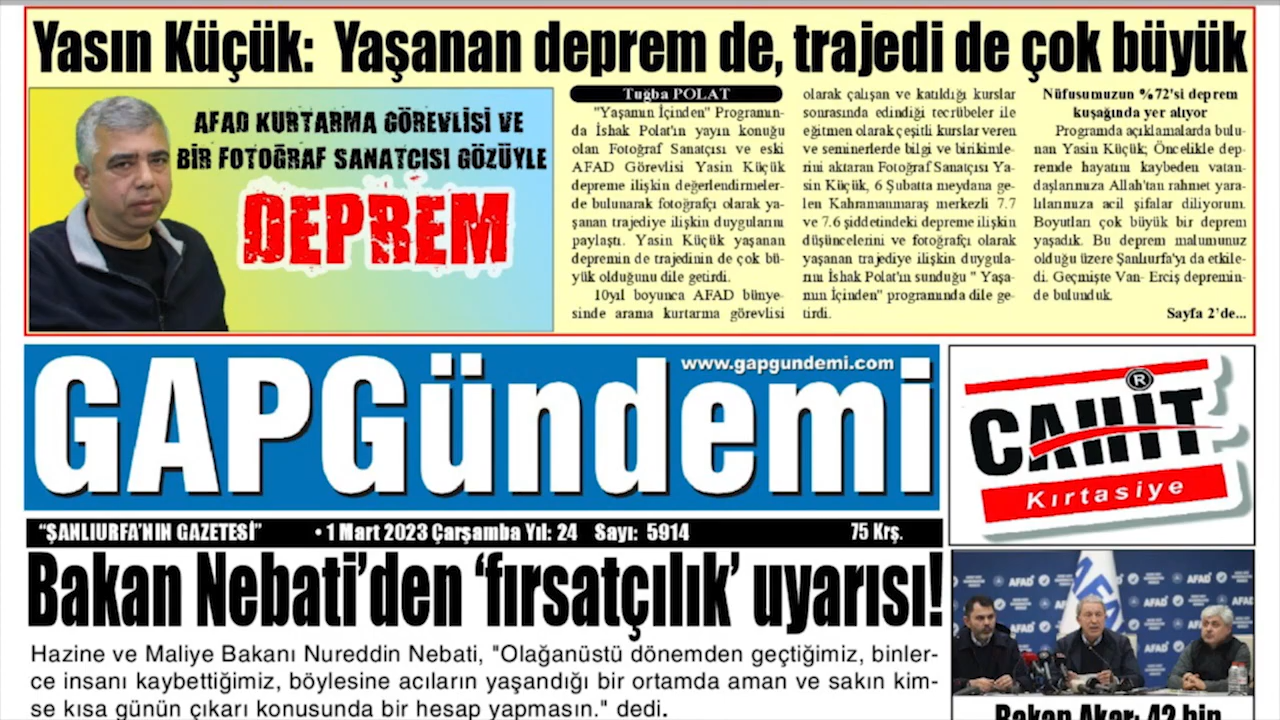 Yasın Küçük: Yaşanan deprem de, trajedi de çok büyük
AFAD KURTARMA GÖREVLİSİ VE
BİR FOTOĞRAF SANATCISI GÖZÜYLE
DEPREM
Tuğba POLAT
"Yaşamın İçinden" Programın-
da İshak Polat'ın yayın konuğu
olan Fotoğraf Sanatçısı ve eski
AFAD Görevlisi Yasin Küçük
depreme ilişkin değerlendirmeler-
de bulunarak fotoğrafçı olarak ya-
şanan trajediye ilişkin duygularını
paylaştı. Yasin Küçük yaşanan
depremin de trajedinin de çok bü-
yük olduğunu dile getirdi.
10yıl boyunca AFAD bünye-
sinde arama kurtarma görevlisi
olarak çalışan ve katıldığı kurslar
sonrasında edindiği tecrübeler ile
eğitmen olarak çeşitli kurslar veren
ve seminerlerde bilgi ve birikimle-
rini aktaran Fotoğraf Sanatçısı Ya-
sin Küçük, 6 Şubatta meydana ge-
len Kahramanmaraş merkezli 7.7
ve 7.6 şiddetindeki depreme ilişkin
düşüncelerini ve fotoğrafçı olarak
yaşanan trajediye ilişkin duygula-
rını İshak Polat'ın sunduğu " Yaşa-
mın İçinden" programında dile ge-
tirdi.
Nüfusumuzun %72'si deprem
kuşağında yer alıyor
Programda açıklamalarda bulu-
nan Yasin Küçük; Öncelikle dep-
remde hayatını kaybeden vatan-
daşlarımıza Allah'tan rahmet yara-
lılarımıza acil şifalar diliyorum.
Boyutları çok büyük bir deprem
yaşadık. Bu deprem malumunuz
olduğu üzere Şanlıurfa'yı da etkile-
di. Geçmişte Van- Erciş depremin-
de bulunduk.
Sayfa 2'de...
www.gapgundemi.com
GAPGündemi
CAHİT ®
Kırtasiye
"ŞANLIURFA'NIN GAZETESİ" • 1 Mart 2023 Çarşamba Yıl: 24 Sayı: 5914 75 Krş.
Bakan Nebati'den 'fırsatçılık' uyarısı!
Hazine ve Maliye Bakanı Nureddin Nebati, "Olağanüstü dönemden geçtiğimiz, binler-
ce insanı kaybettiğimiz, böylesine acıların yaşandığı bir ortamda aman ve sakın kim-
se kısa günün çıkarı konusunda bir hesap yapmasın." dedi.
AFAD
AFAD
AFAD
AFAD
Bakan Akar: 42 bin